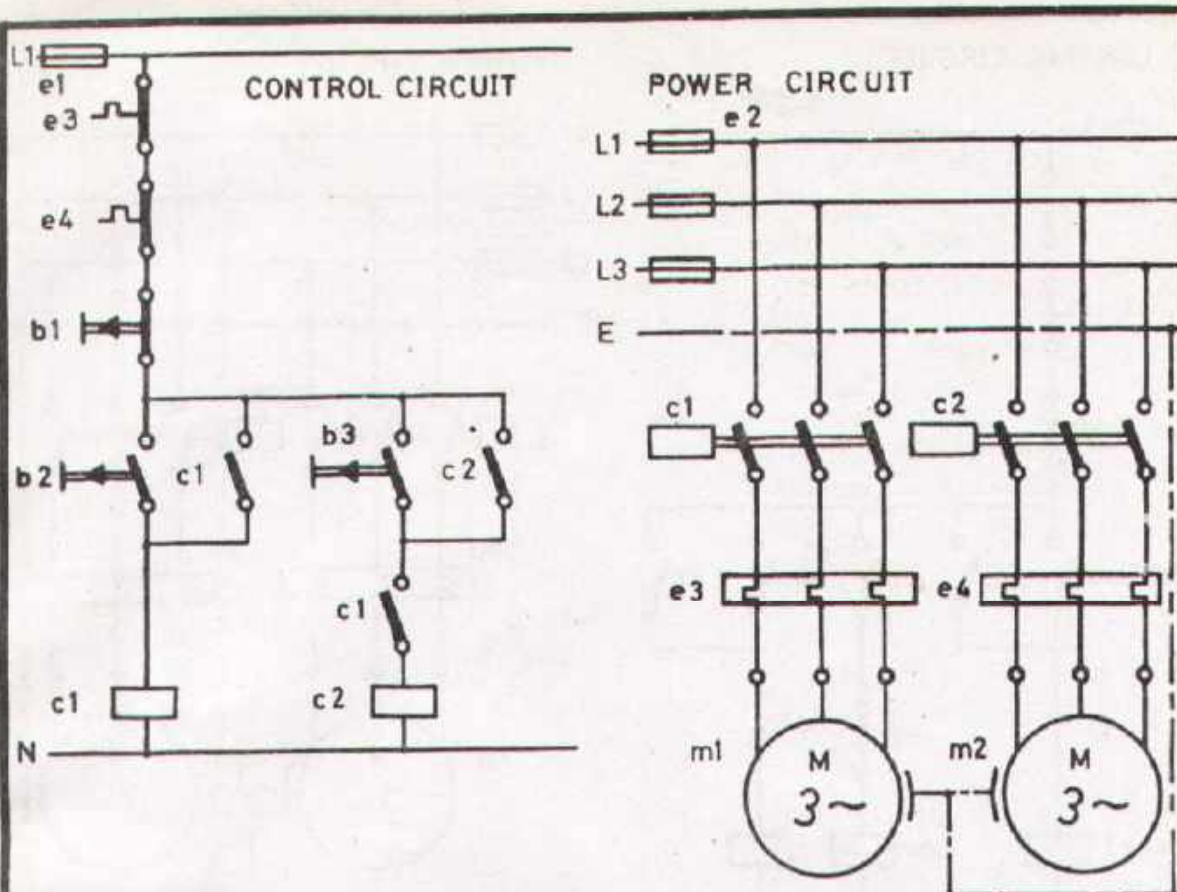 L1
e1
CONTROL CIRCUIT
e3
e4
b1
b2
c1
b3
c2
c1
c1
c2
N
POWER CIRCUIT
e2
L1
L2
L3
E
c1
c2
e3
e4
m1
M
3~
m2
M
3~